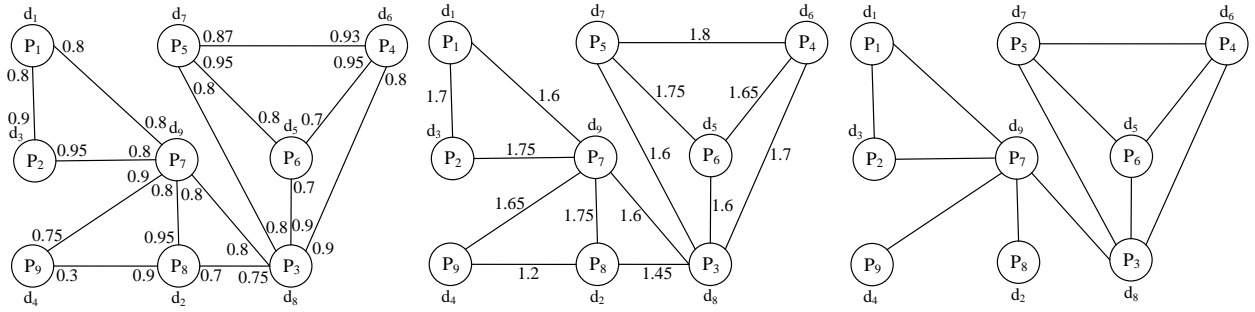 d₁ d₇ d₆
P₁ 0.8 P₅ 0.87 0.93 P₄
0.8 0.95 0.95 0.8
0.8
0.9 0.8 0.8 0.7
d₃ d₉ d₅
P₂ 0.95 0.8 P₇ P₆
0.9 0.8 0.8 0.7
0.75 0.95 0.8 0.8 0.9 0.9
P₉ 0.3 0.9 P₈ 0.7 0.75 P₃
d₄ d₂ d₈
d₁ d₇ d₆
P₁ P₅ 1.8 P₄
1.7 1.6 1.75 1.65
d₃ d₉ d₅
P₂ 1.75 P₇ 1.6 P₆ 1.7
1.65 1.75 1.6 1.6
P₉ 1.2 P₈ 1.45 P₃
d₄ d₂ d₈
d₁ d₇ d₆
P₁ P₅ P₄
d₃ d₉ d₅
P₂ P₇ P₆
P₉ P₈ P₃
d₄ d₂ d₈